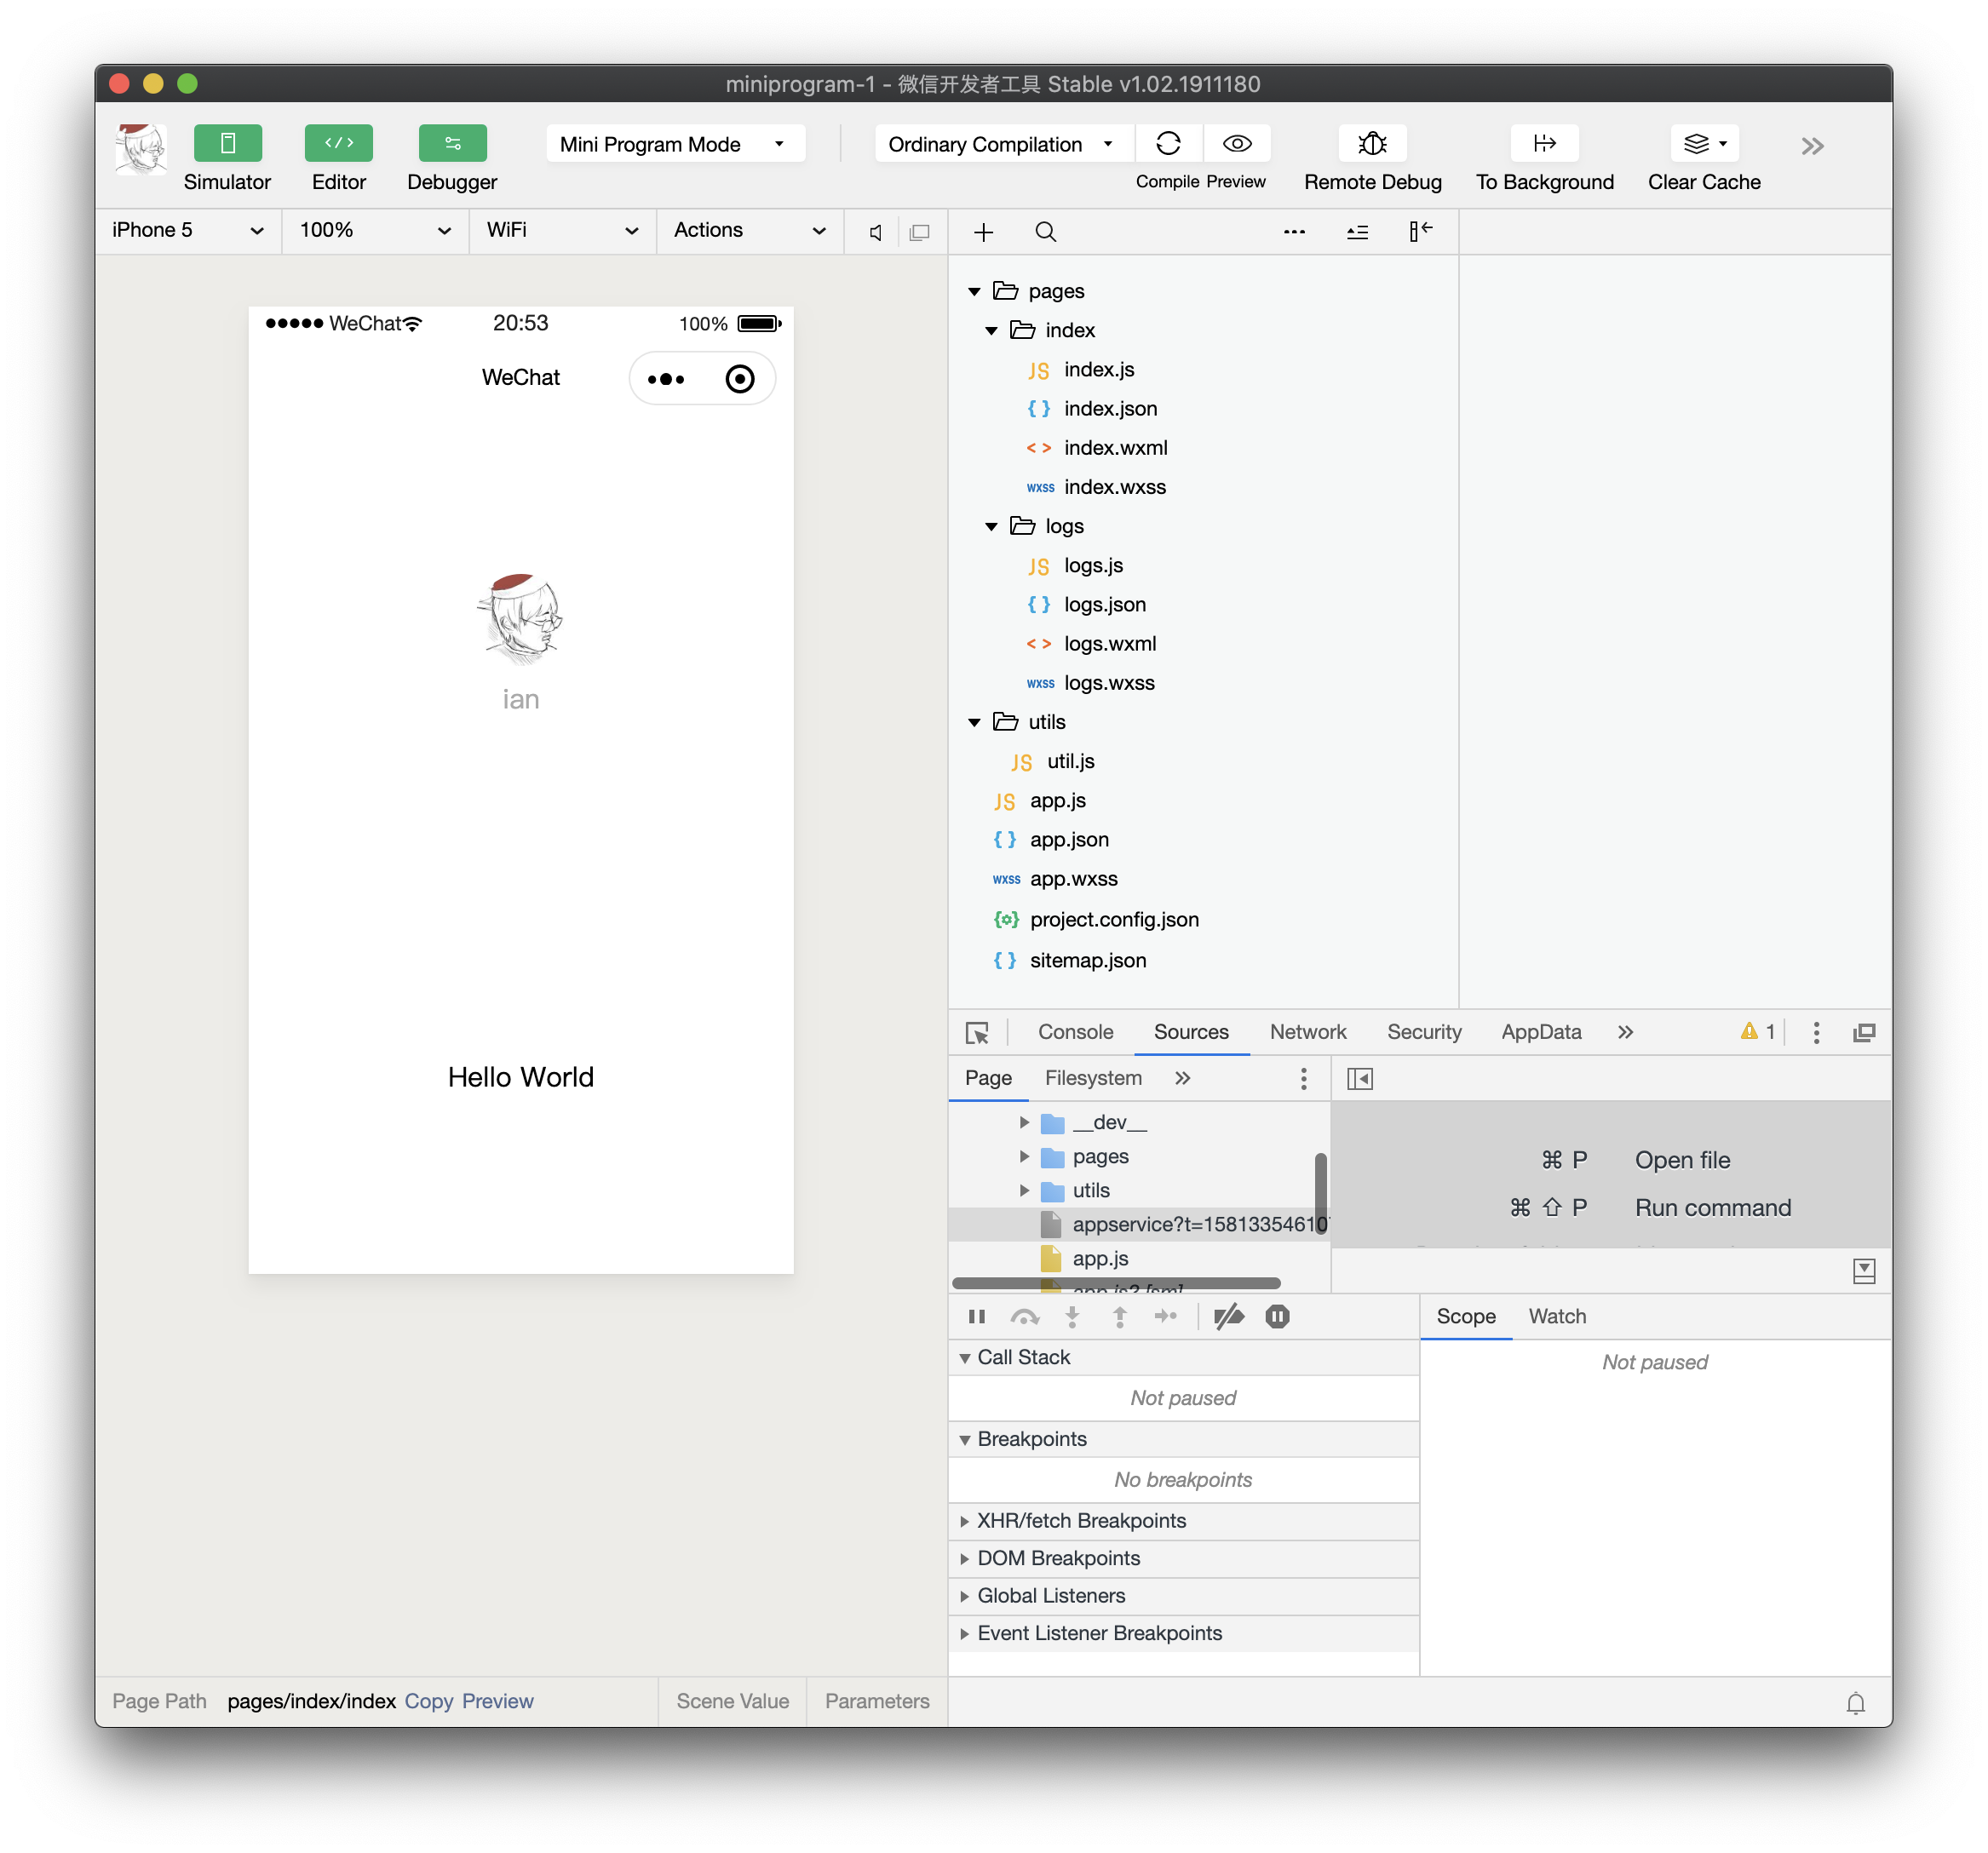 miniprogram-1 - 微信开发者工具 Stable v1.02.1911180
Simulator
Editor
Debugger
Mini Program Mode
Ordinary Compilation
Compile
Preview
Remote Debug
To Background
Clear Cache
iPhone 5
100%
WiFi
Actions
WeChat
20:53
100%
WeChat
ian
Hello World
pages
index
JS index.js
{ } index.json
< > index.wxml
wxss index.wxss
logs
JS logs.js
{ } logs.json
< > logs.wxml
wxss logs.wxss
utils
JS util.js
JS app.js
{ } app.json
wxss app.wxss
project.config.json
{ } sitemap.json
Console
Sources
Network
Security
AppData
1
Page
Filesystem
__dev__
pages
utils
appservice?t=15813354610
app.js
⌘ P Open file
⌘ ⇧ P Run command
Call Stack
Not paused
Breakpoints
No breakpoints
XHR/fetch Breakpoints
DOM Breakpoints
Global Listeners
Event Listener Breakpoints
Scope
Watch
Not paused
Page Path pages/index/index Copy Preview
Scene Value
Parameters